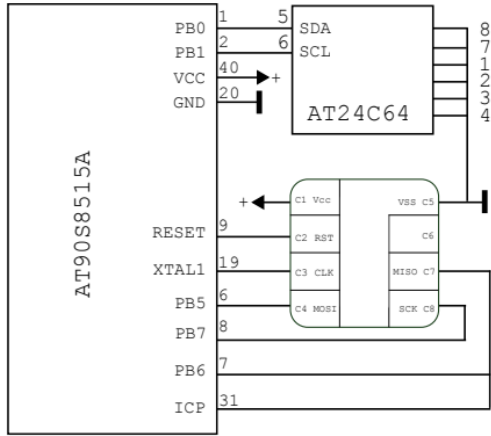 PB0 1 5 SDA 8
PB1 2 6 SCL 7
1
2
3
4
VCC 40 +
GND 20
AT24C64
AT90S8515A
+ C1 Vcc VSS C5
RESET 9 C2 RST C6
XTAL1 19 C3 CLK MISO C7
PB5 6 C4 MOSI SCK C8
PB7 8
PB6 7
ICP 31